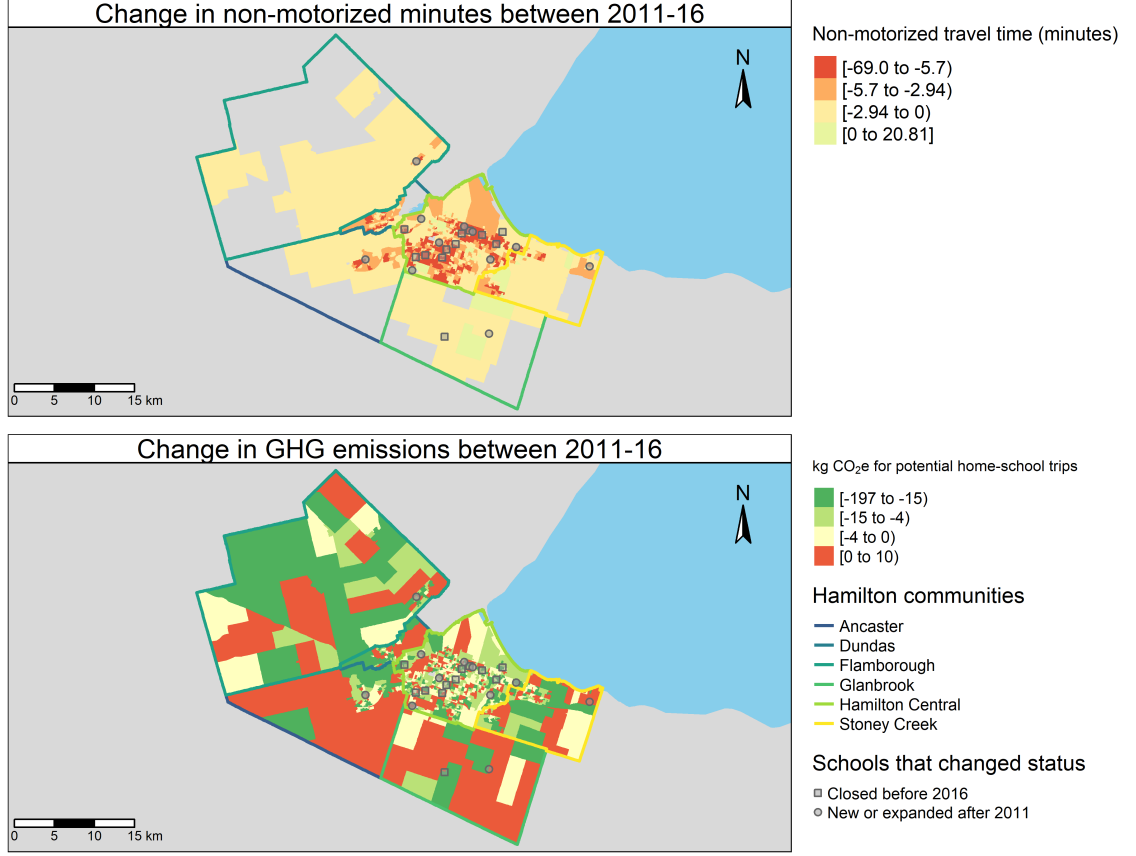 Change in non-motorized minutes between 2011-16
N
0 5 10 15 km
Non-motorized travel time (minutes)
[-69.0 to -5.7)
[-5.7 to -2.94)
[-2.94 to 0)
[0 to 20.81]
Change in GHG emissions between 2011-16
N
0 5 10 15 km
kg CO₂e for potential home-school trips
[-197 to -15)
[-15 to -4)
[-4 to 0)
[0 to 10)
Hamilton communities
Ancaster
Dundas
Flamborough
Glanbrook
Hamilton Central
Stoney Creek
Schools that changed status
Closed before 2016
New or expanded after 2011